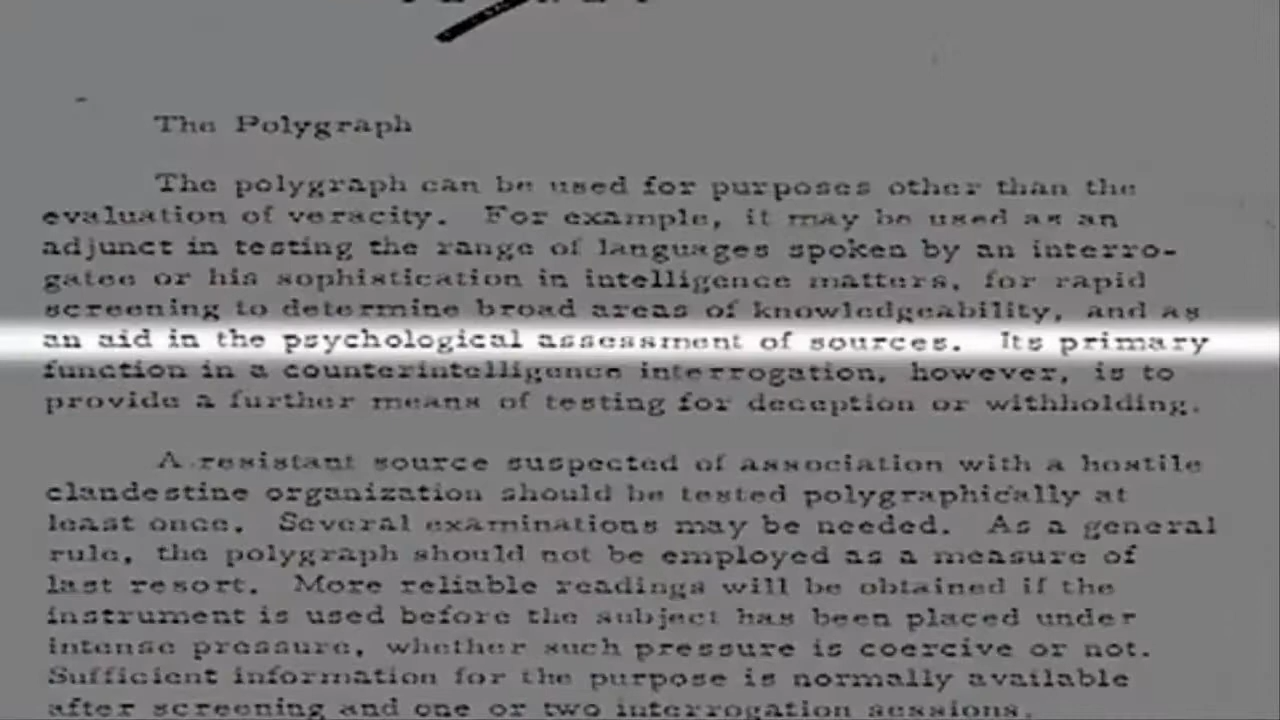 The Polygraph
The polygraph can be used for purposes other than the
evaluation of veracity. For example, it may be used as an
adjunct in testing the range of languages spoken by an interro-
gatee or his sophistication in intelligence matters, for rapid
screening to determine broad areas of knowledgeability, and as
an aid in the psychological assessment of sources. Its primary
function in a counterintelligence interrogation, however, is to
provide a further means of testing for deception or withholding.
A resistant source suspected of association with a hostile
clandestine organization should be tested polygraphically at
least once. Several examinations may be needed. As a general
rule, the polygraph should not be employed as a measure of
last resort. More reliable readings will be obtained if the
instrument is used before the subject has been placed under
intense pressure, whether such pressure is coercive or not.
Sufficient information for the purpose is normally available
after screening and one or two interrogation sessions.